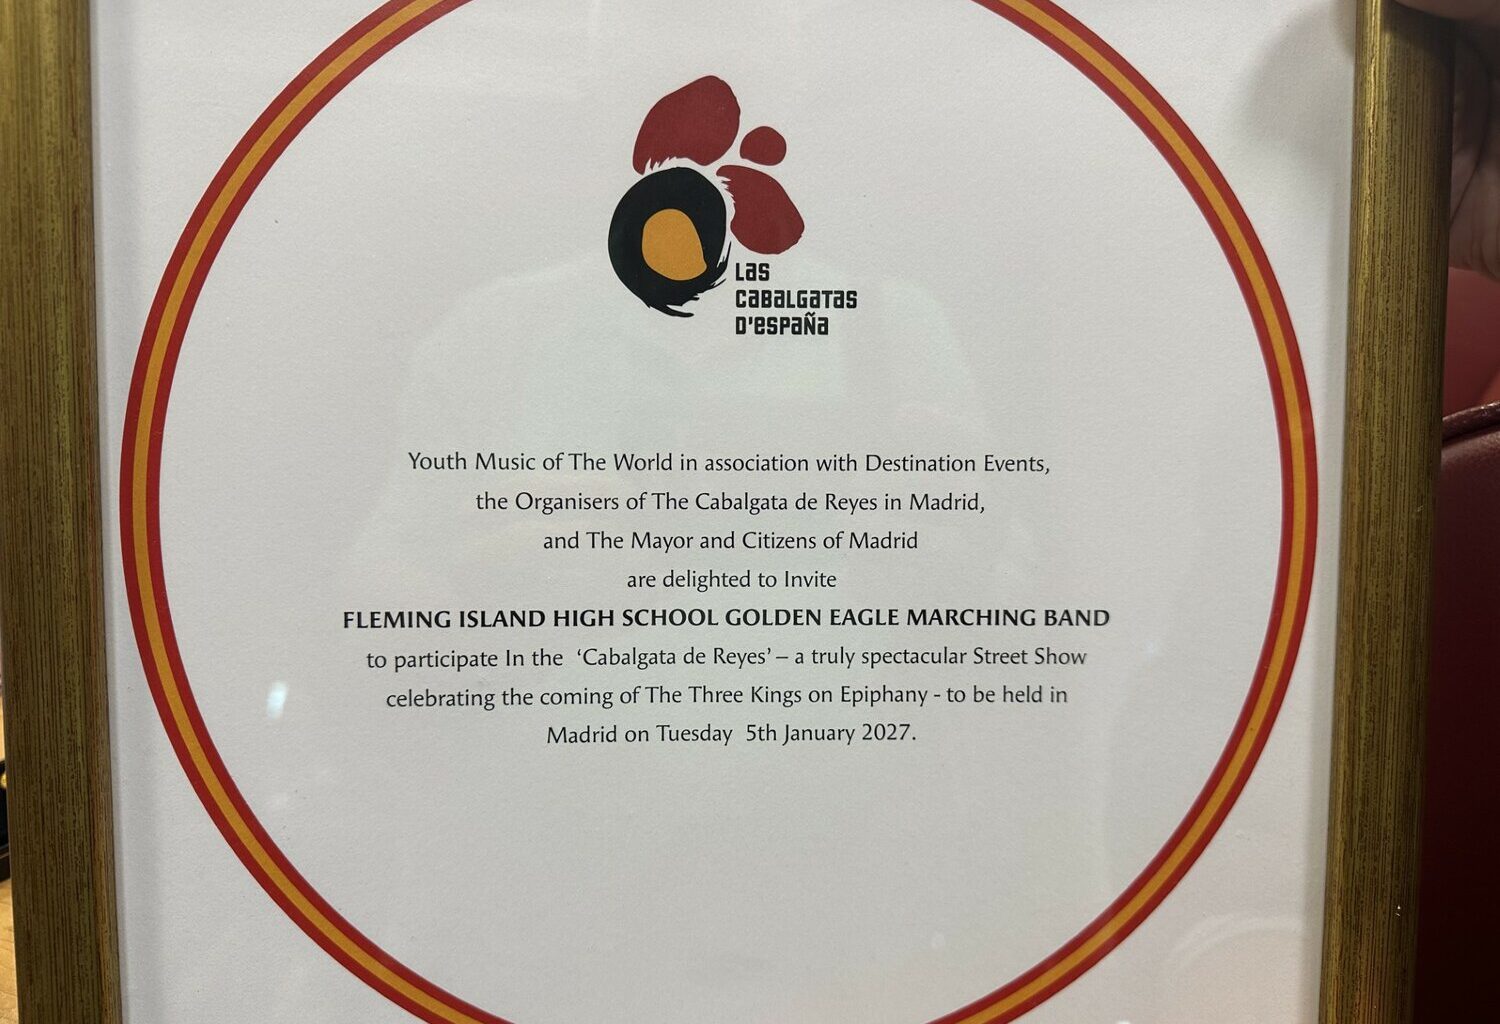 Las
Cabalgatas
d'España
Youth Music of The World in association with Destination Events,
the Organisers of The Cabalgata de Reyes in Madrid,
and The Mayor and Citizens of Madrid
are delighted to Invite
FLEMING ISLAND HIGH SCHOOL GOLDEN EAGLE MARCHING BAND
to participate In the ‘Cabalgata de Reyes’ – a truly spectacular Street Show
celebrating the coming of The Three Kings on Epiphany - to be held in
Madrid on Tuesday 5th January 2027.